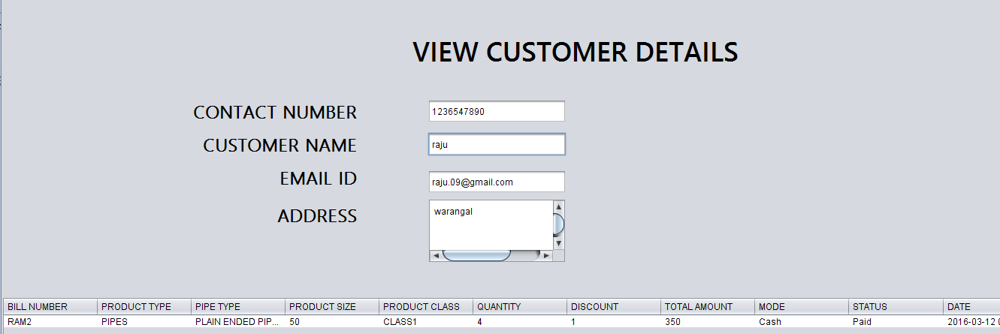 VIEW CUSTOMER DETAILS
CONTACT NUMBER 1236547890
CUSTOMER NAME raju
EMAIL ID raju.09@gmail.com
ADDRESS warangal
BILL NUMBER PRODUCT TYPE PIPE TYPE PRODUCT SIZE PRODUCT CLASS QUANTITY DISCOUNT TOTAL AMOUNT MODE STATUS DATE
RAM2 PIPES PLAIN ENDED PIP... 50 CLASS1 4 1 350 Cash Paid 2016-03-12